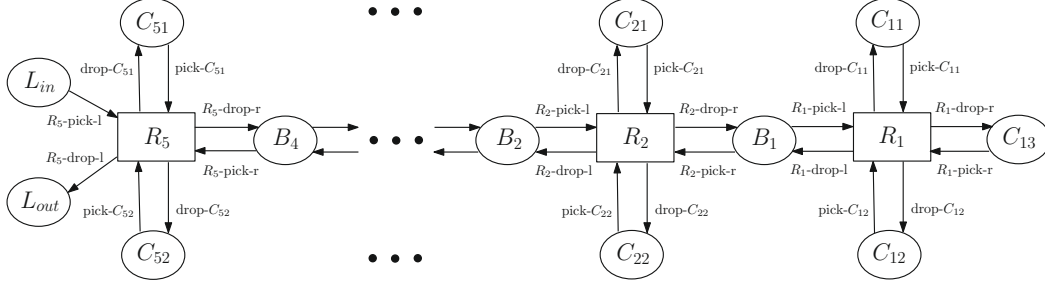 C₅₁ • • • C₂₁ C₁₁
drop-C₅₁ pick-C₅₁ drop-C₂₁ pick-C₂₁ drop-C₁₁ pick-C₁₁
L_in
R₅-pick-l R₅-drop-r R₂-pick-l R₂-drop-r R₁-pick-l R₁-drop-r
R₅ B₄ • • • B₂ R₂ B₁ R₁ C₁₃
R₅-drop-l R₅-pick-r R₂-drop-l R₂-pick-r R₁-drop-l R₁-pick-r
L_out
pick-C₅₂ drop-C₅₂ pick-C₂₂ drop-C₂₂ pick-C₁₂ drop-C₁₂
C₅₂ • • • C₂₂ C₁₂